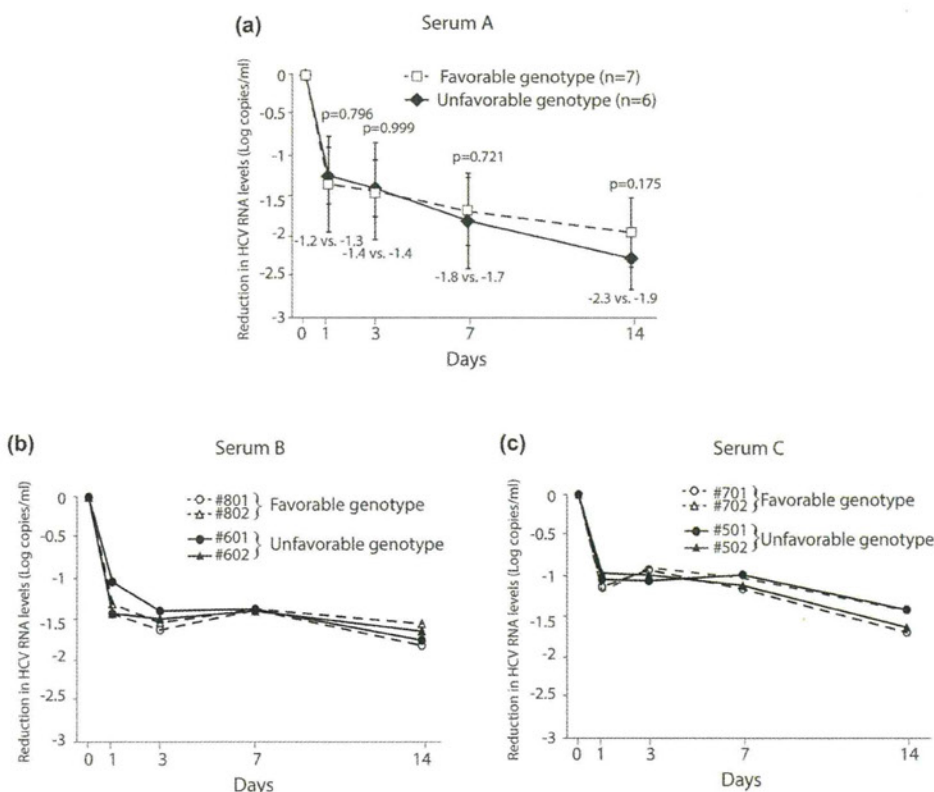 (a)
Serum A
Reduction in HCV RNA levels (Log copies/ml)
0
-0.5
-1
-1.5
-2
-2.5
-3
Favorable genotype (n=7)
Unfavorable genotype (n=6)
p=0.796
p=0.999
p=0.721
p=0.175
-1.2 vs. -1.3
-1.4 vs. -1.4
-1.8 vs. -1.7
-2.3 vs. -1.9
0 1 3 7 14
Days
(b)
Serum B
Reduction in HCV RNA levels (Log copies/ml)
0
-0.5
-1
-1.5
-2
-2.5
-3
#801
#802
Favorable genotype
#601
#602
Unfavorable genotype
0 1 3 7 14
Days
(c)
Serum C
Reduction in HCV RNA levels (Log copies/ml)
0
-0.5
-1
-1.5
-2
-2.5
-3
#701
#702
Favorable genotype
#501
#502
Unfavorable genotype
0 1 3 7 14
Days